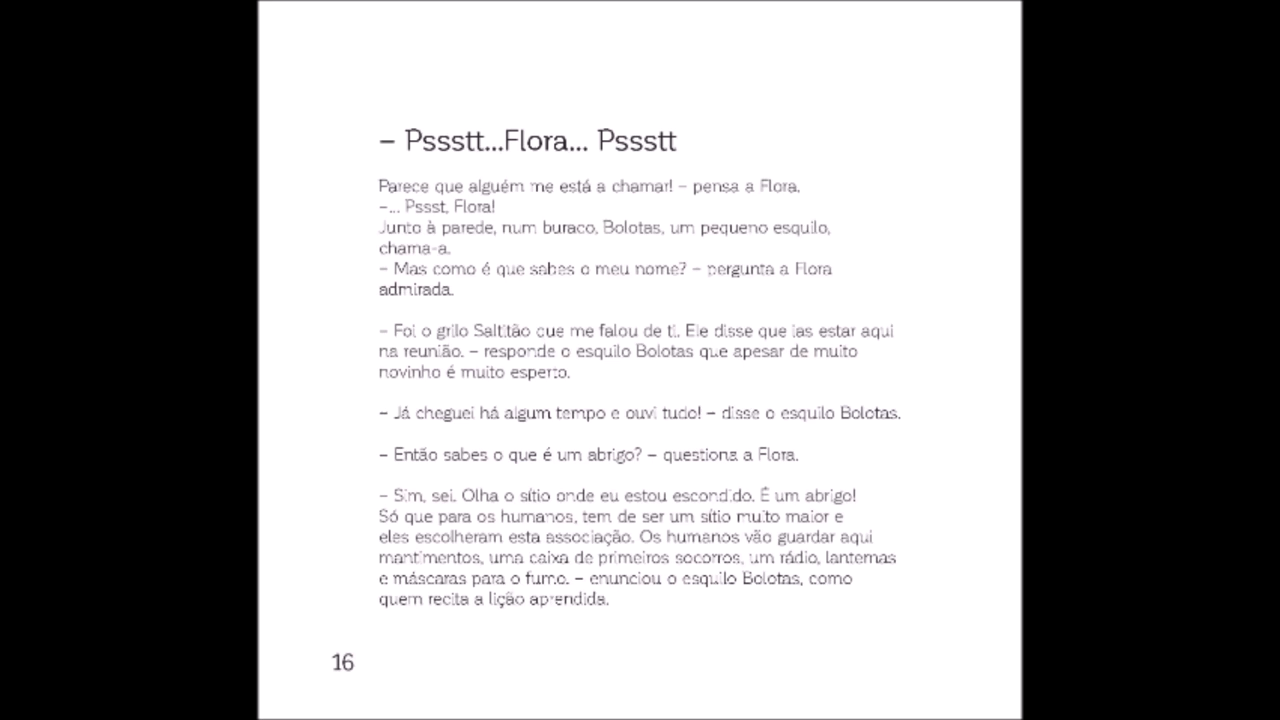 – Pssstt...Flora... Pssstt
Parece que alguém me está a chamar! – pensa a Flora.
–... Pssst, Flora!
Junto à parede, num buraco, Bolotas, um pequeno esquilo,
chama-a.
– Mas como é que sabes o meu nome? – pergunta a Flora
admirada.
– Foi o grilo Saltitão que me falou de ti. Ele disse que ias estar aqui
na reunião. – responde o esquilo Bolotas que apesar de muito
novinho é muito esperto.
– Já cheguei há algum tempo e ouvi tudo! – disse o esquilo Bolotas.
– Então sabes o que é um abrigo? – questiona a Flora.
– Sim, sei. Olha o sítio onde eu estou escondido. É um abrigo!
Só que para os humanos, tem de ser um sítio muito maior e
eles escolheram esta associação. Os humanos vão guardar aqui
mantimentos, uma caixa de primeiros socorros, um rádio, lanternas
e máscaras para o fumo. – enunciou o esquilo Bolotas, como
quem recita a lição aprendida.
16